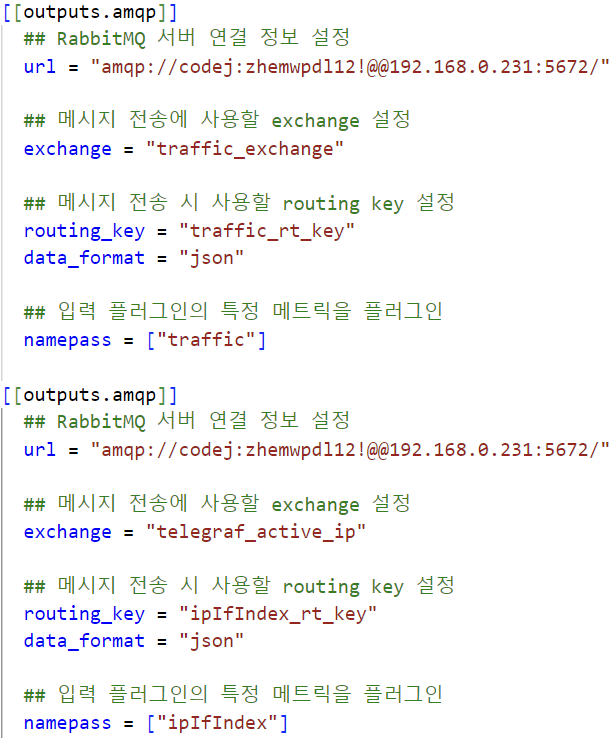 [[outputs.amqp]]
## RabbitMQ 서버 연결 정보 설정
url = "amqp://codej:zhemwpdl12!@@192.168.0.231:5672/"
## 메시지 전송에 사용할 exchange 설정
exchange = "traffic_exchange"
## 메시지 전송 시 사용할 routing key 설정
routing_key = "traffic_rt_key"
data_format = "json"
## 입력 플러그인의 특정 메트릭을 플러그인
namepass = ["traffic"]
[[outputs.amqp]]
## RabbitMQ 서버 연결 정보 설정
url = "amqp://codej:zhemwpdl12!@@192.168.0.231:5672/"
## 메시지 전송에 사용할 exchange 설정
exchange = "telegraf_active_ip"
## 메시지 전송 시 사용할 routing key 설정
routing_key = "ipIfIndex_rt_key"
data_format = "json"
## 입력 플러그인의 특정 메트릭을 플러그인
namepass = ["ipIfIndex"]